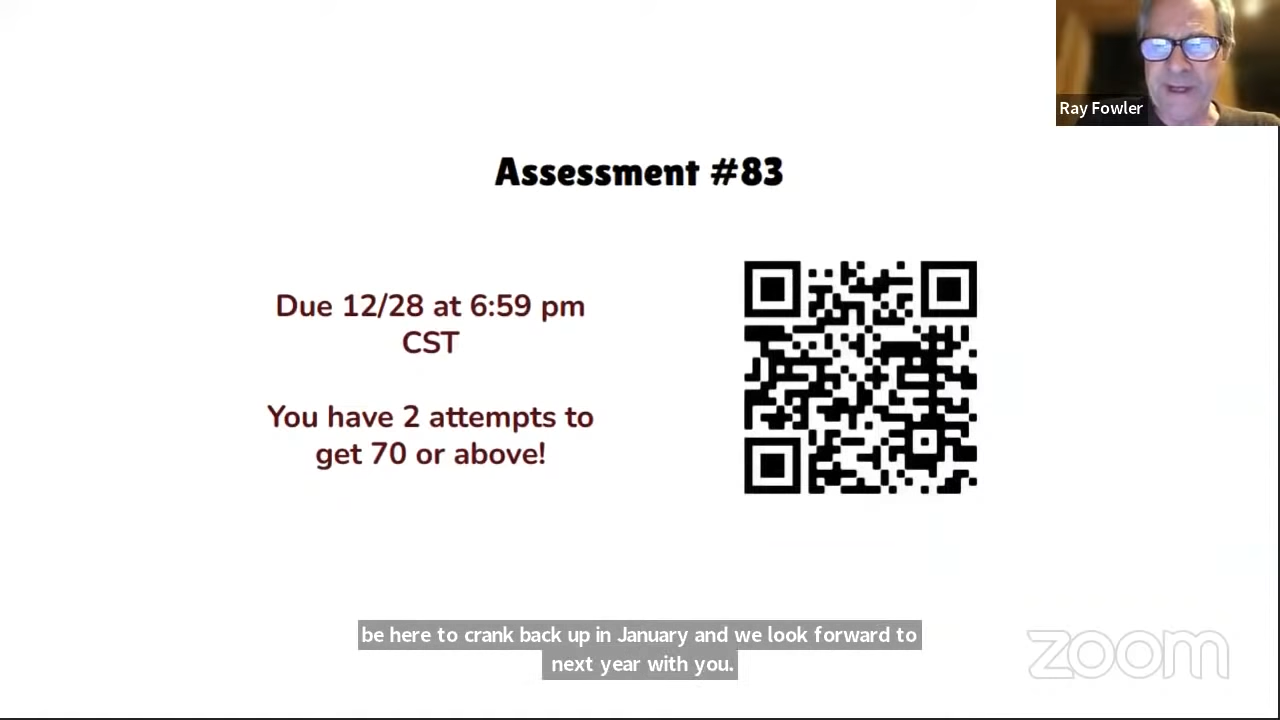 Ray Fowler
Assessment #83
Due 12/28 at 6:59 pm
CST
You have 2 attempts to
get 70 or above!
be here to crank back up in January and we look forward to
next year with you.
zoom